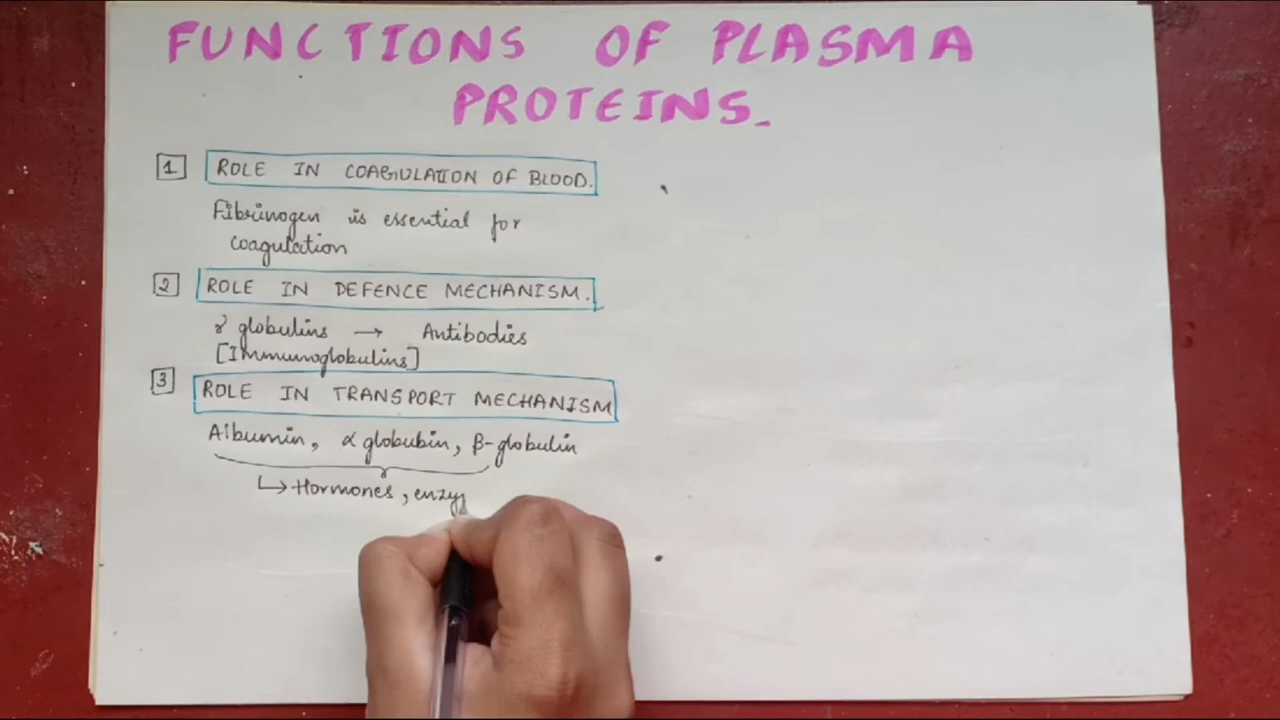 FUNCTIONS OF PLASMA
PROTEINS.
1 ROLE IN COAGULATION OF BLOOD.
Fibrinogen is essential for
coagulation
2 ROLE IN DEFENCE MECHANISM.
γ globulins → Antibodies
[Immunoglobulins]
3 ROLE IN TRANSPORT MECHANISM
Albumin, α globubin, β-globulin
↳ Hormones, enzy